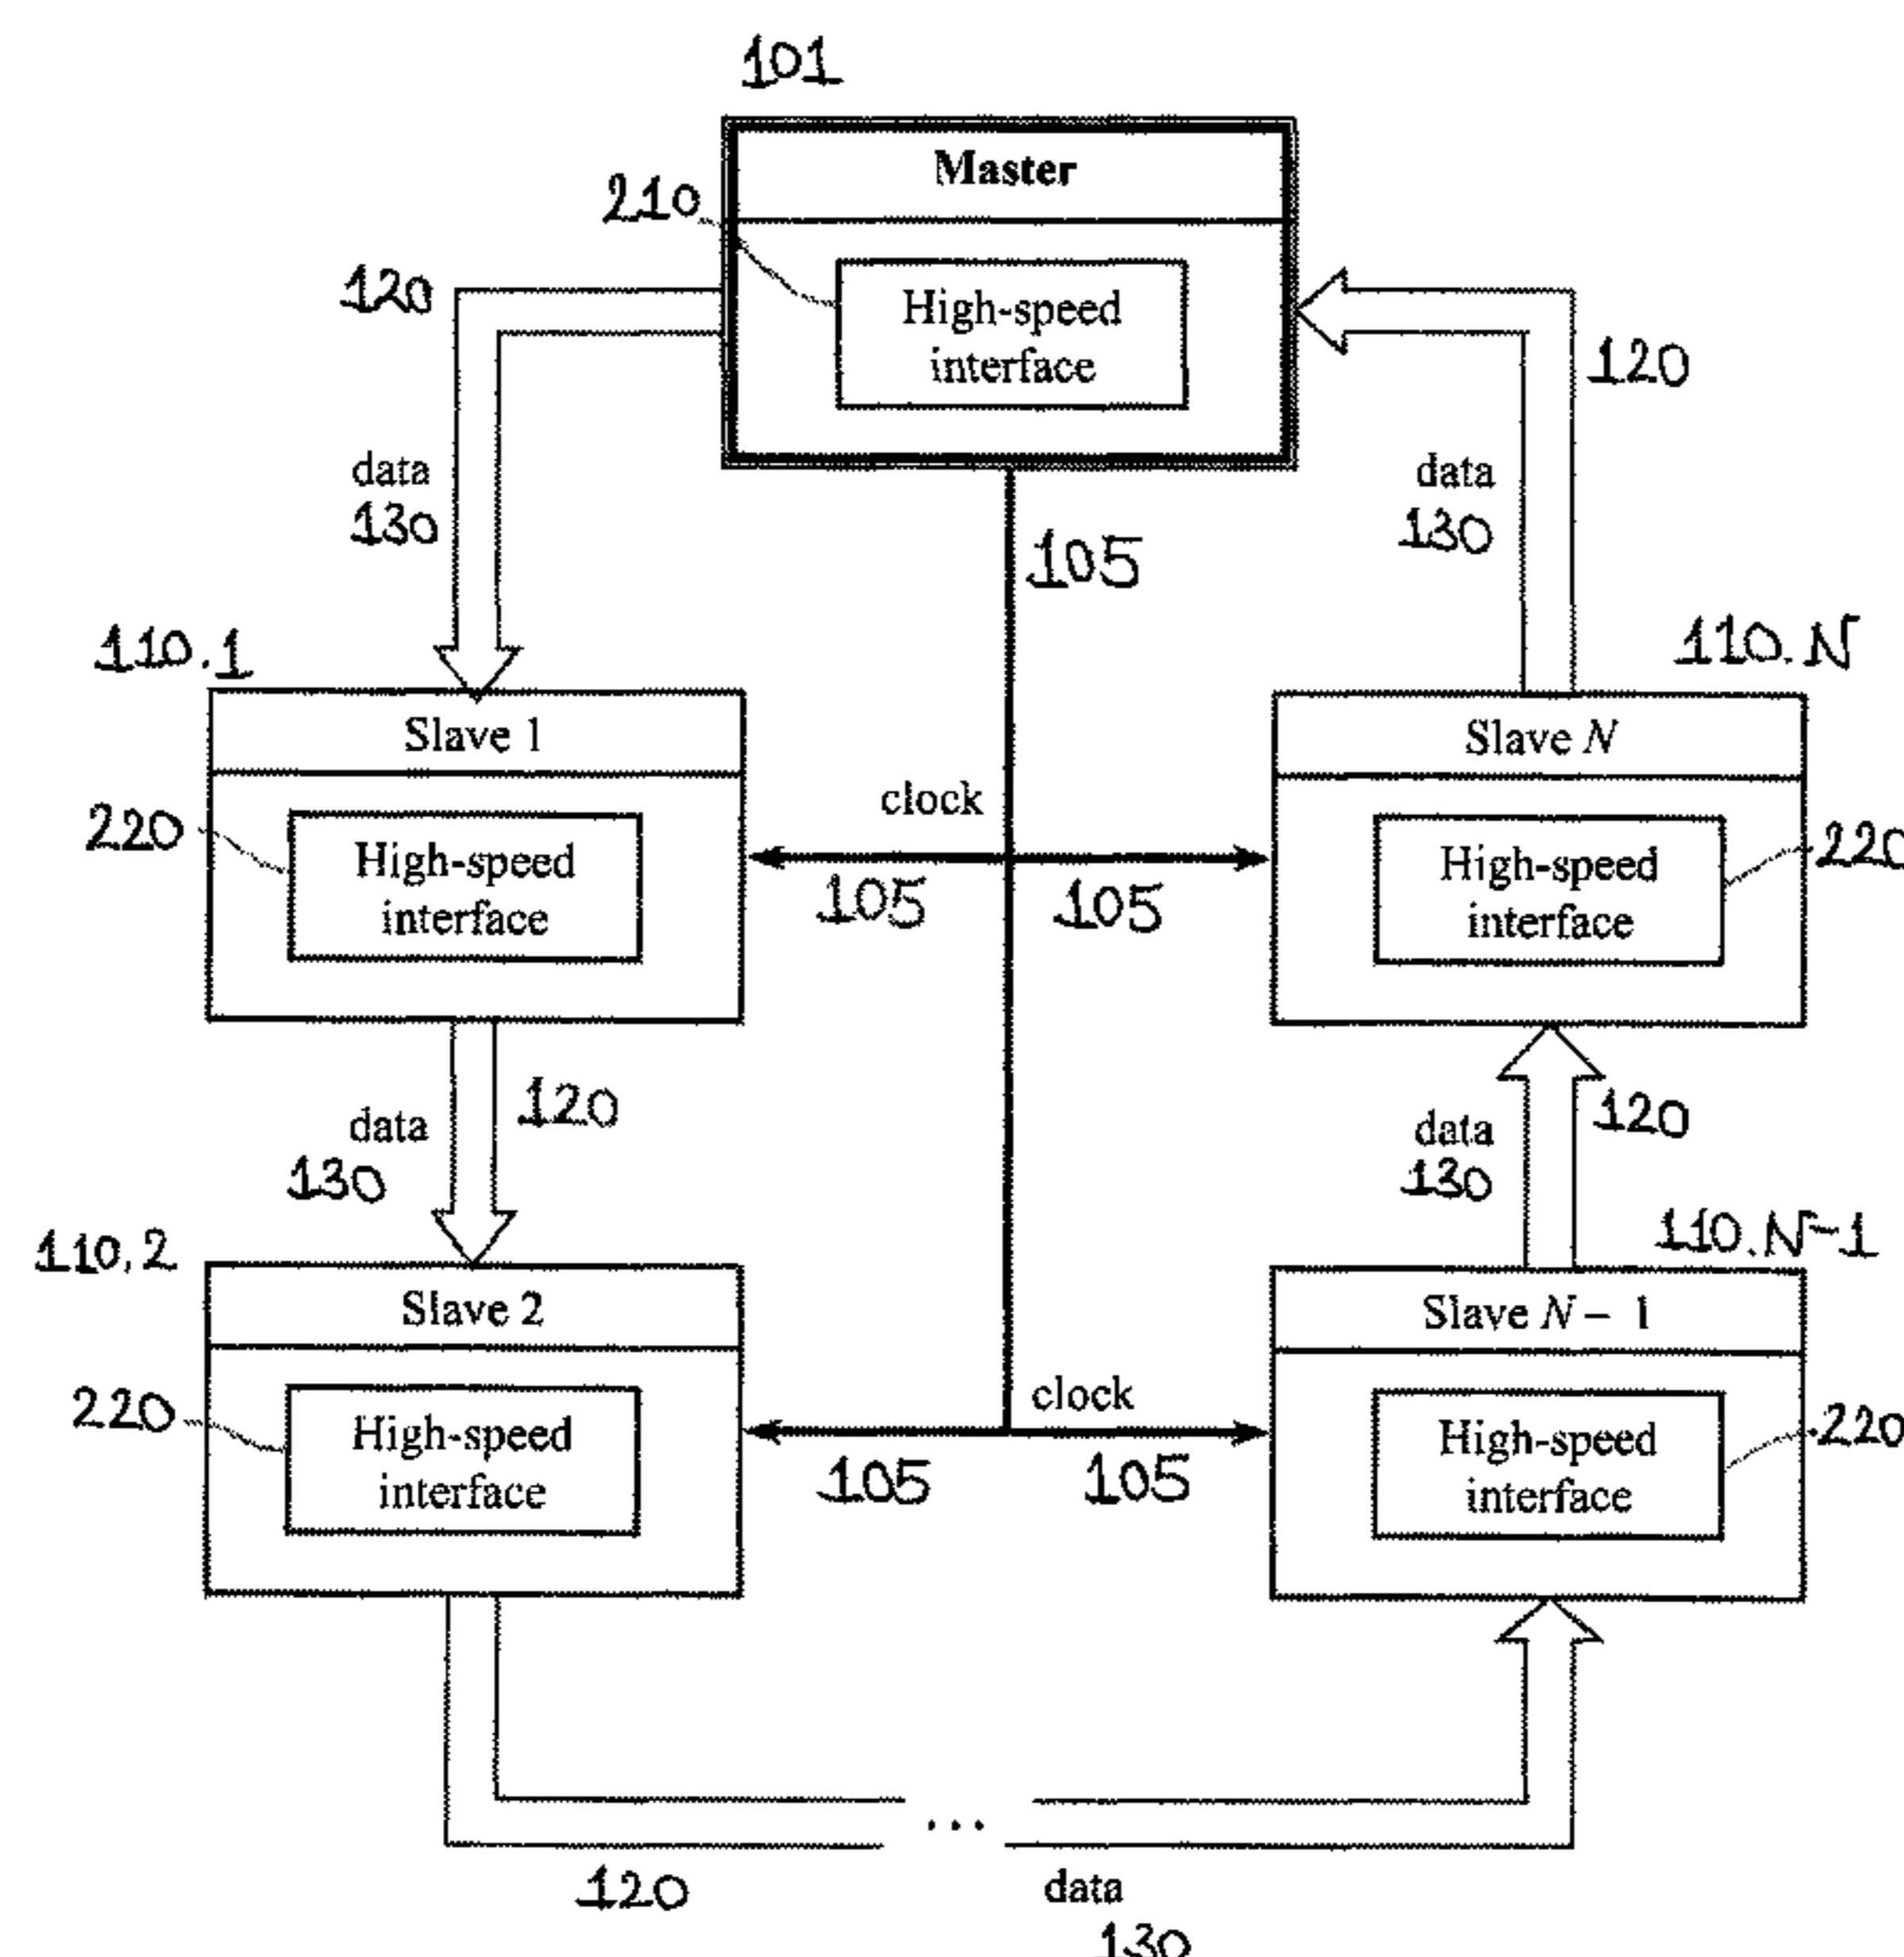 101
Master
210
High-speed
interface
120
120
data
130
data
130
105
110.1
110.N
Slave 1
Slave N
clock
220
High-speed
interface
105
105
High-speed
interface
220
data
130
120
data
130
120
110.2
110.N-1
Slave 2
Slave N – 1
clock
220
High-speed
interface
105
105
High-speed
interface
220
...
120
data
130